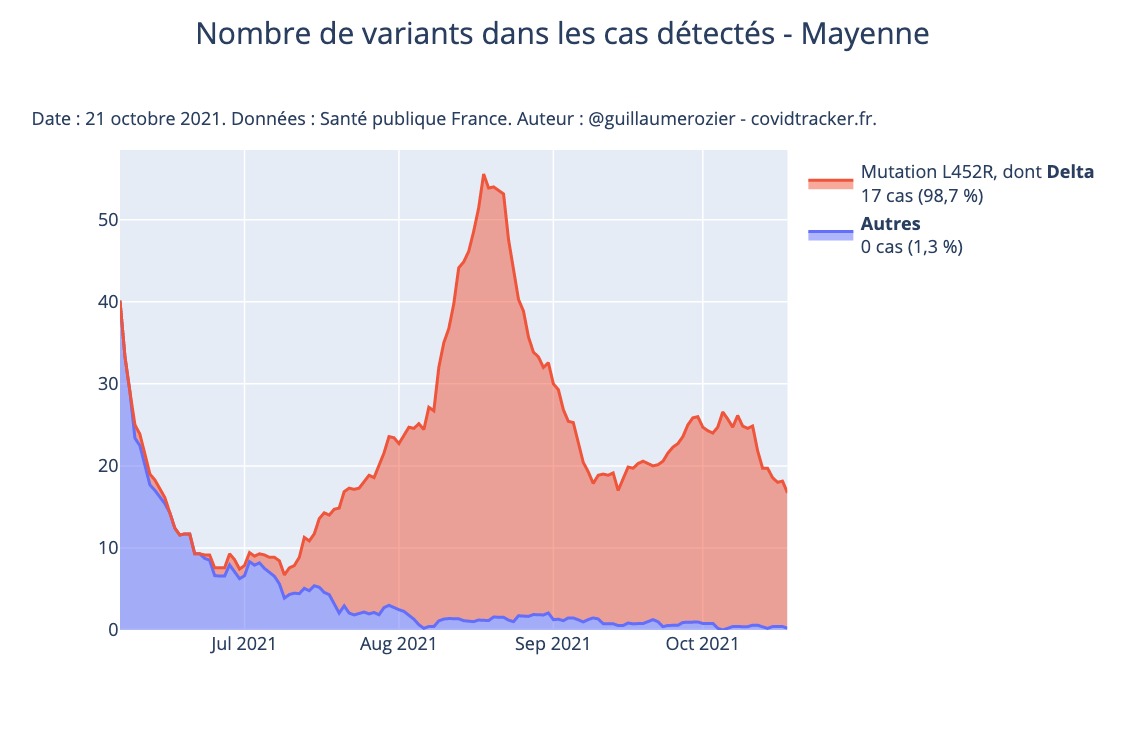 Nombre de variants dans les cas détectés - Mayenne
Date : 21 octobre 2021. Données : Santé publique France. Auteur : @guillaumerozier - covidtracker.fr.
Mutation L452R, dont Delta
17 cas (98,7 %)
Autres
0 cas (1,3 %)
50
40
30
20
10
0
Jul 2021
Aug 2021
Sep 2021
Oct 2021